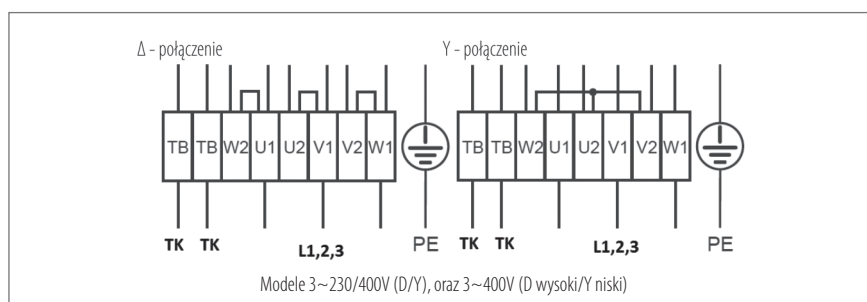 Δ - połączenie
Y - połączenie
TB TB W2 U1 U2 V1 V2 W1
TB TB W2 U1 U2 V1 V2 W1
TK TK L1,2,3 PE
TK TK L1,2,3 PE
Modele 3~230/400V (D/Y), oraz 3~400V (D wysoki/Y niski)